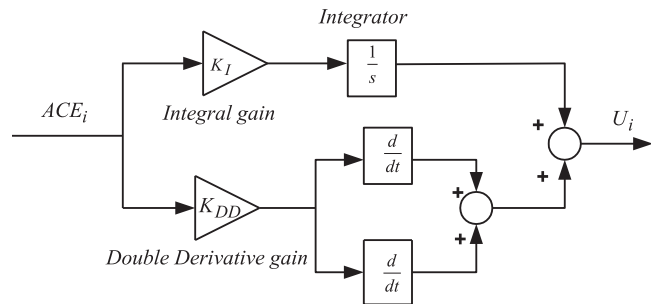 Integrator
K_I
1/s
ACE_i
Integral gain
U_i
+
+
d/dt
K_DD
+
+
Double Derivative gain
d/dt